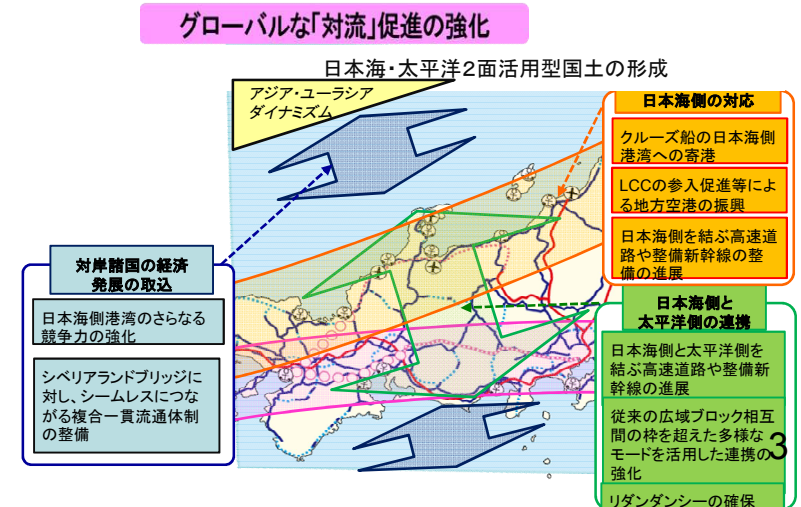 グローバルな「対流」促進の強化
日本海・太平洋2面活用型国土の形成
アジア・ユーラシア
ダイナミズム
対岸諸国の経済
発展の取込
日本海側港湾のさらなる
競争力の強化
シベリアランドブリッジに
対し、シームレスにつな
がる複合一貫流通体制
の整備
日本海側の対応
クルーズ船の日本海側
港湾への寄港
LCCの参入促進等によ
る地方空港の振興
日本海側を結ぶ高速道
路や整備新幹線の整
備の進展
日本海側と
太平洋側の連携
日本海側と太平洋側を
結ぶ高速道路や整備新
幹線の進展
従来の広域ブロック相互
間の枠を超えた多様な
モードを活用した連携の
強化
リダンダンシーの確保
3